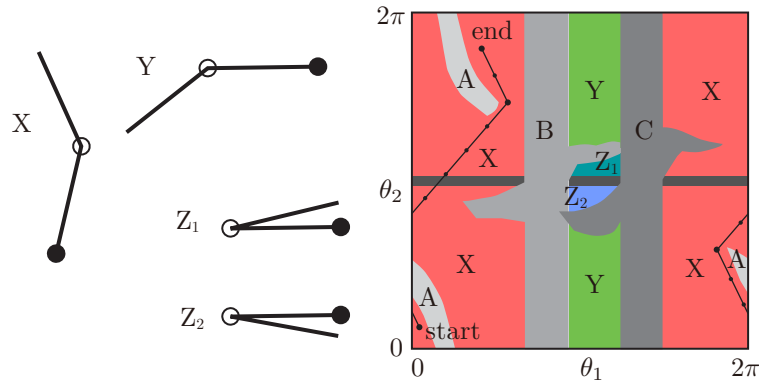 X
Y
Z₁
Z₂
2π
θ₂
0
end
A
B
Y
C
X
X
Z₁
Z₂
X
A
start
Y
X
A
0
θ₁
2π